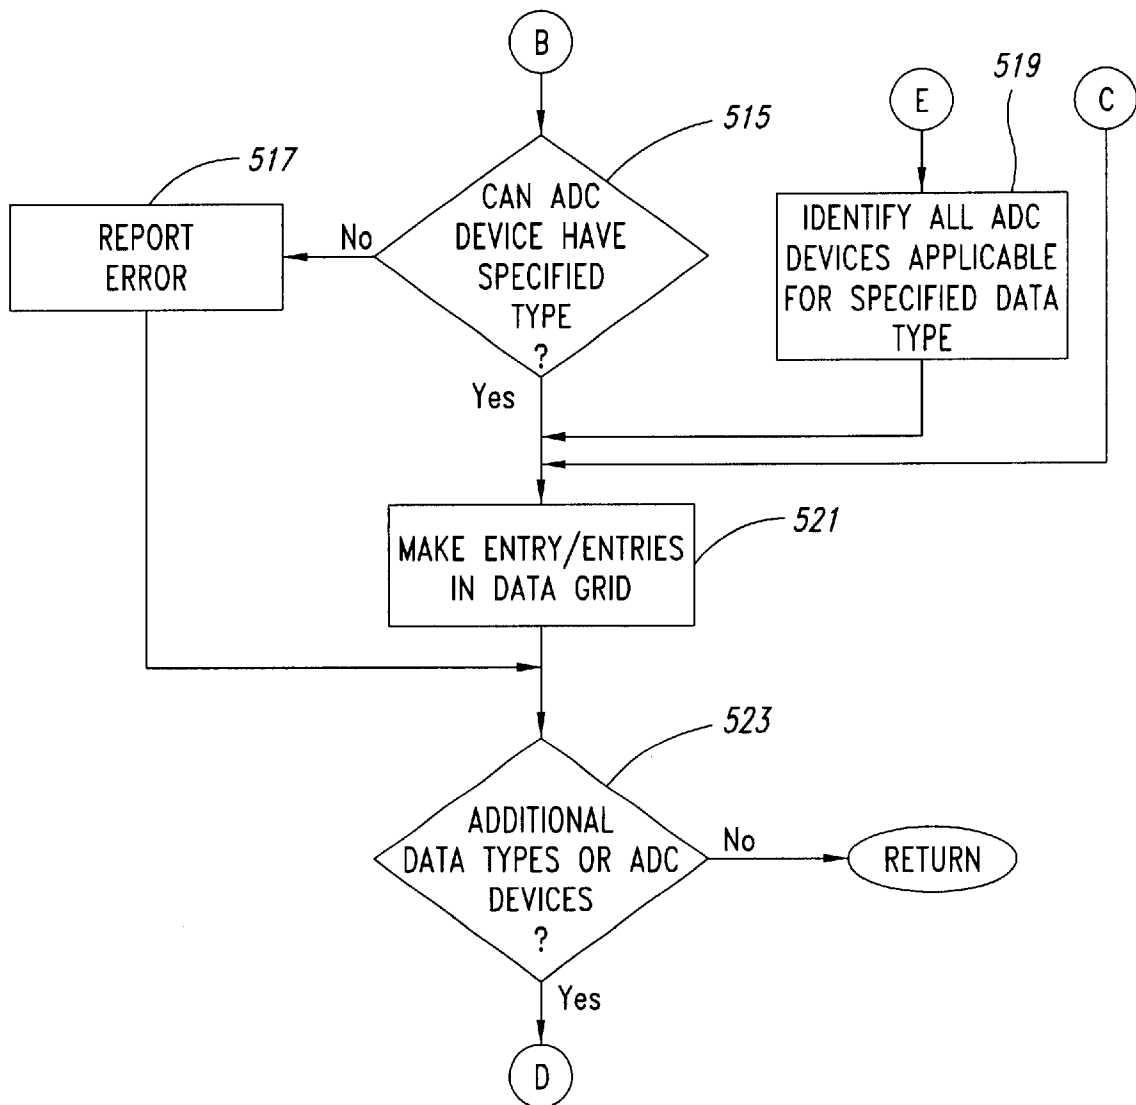 B
515
CAN ADC
DEVICE HAVE
SPECIFIED
TYPE
?
No
Yes
517
REPORT
ERROR
E
519
IDENTIFY ALL ADC
DEVICES APPLICABLE
FOR SPECIFIED DATA
TYPE
C
521
MAKE ENTRY/ENTRIES
IN DATA GRID
523
ADDITIONAL
DATA TYPES OR ADC
DEVICES
?
No
RETURN
Yes
D